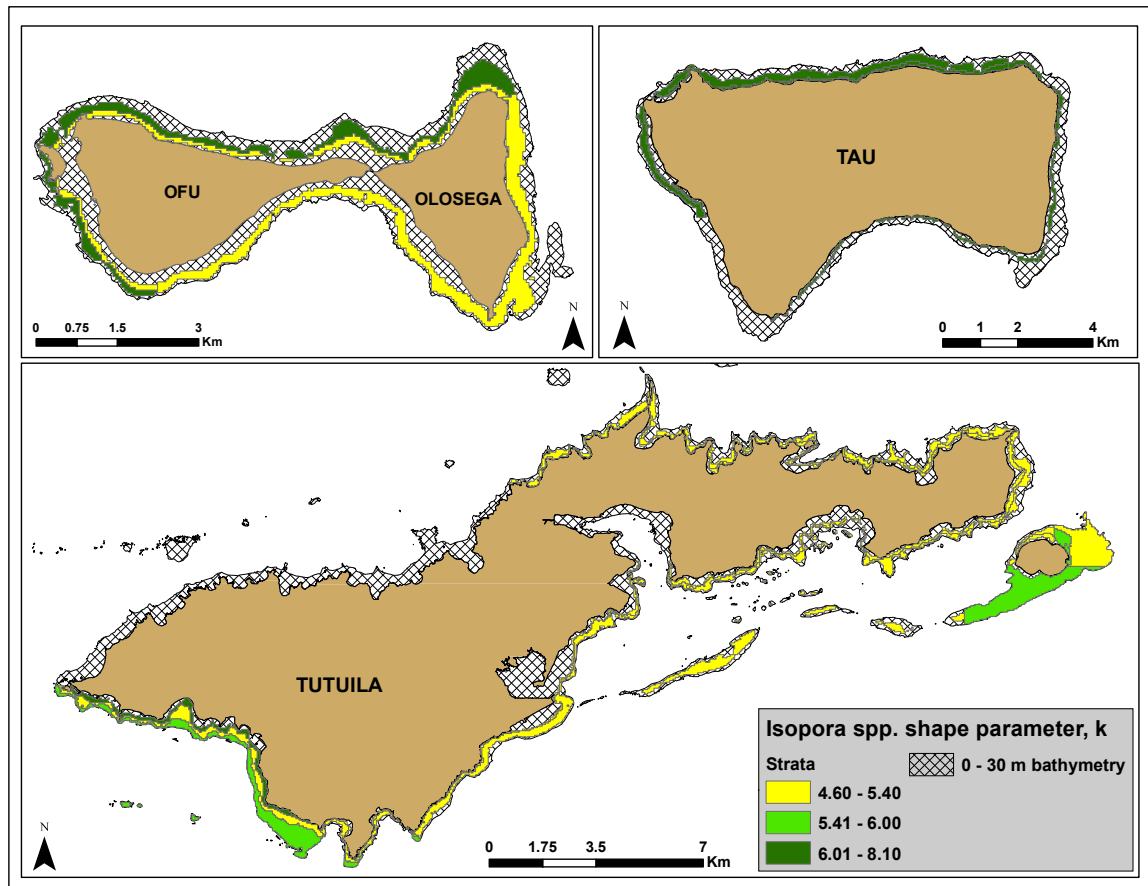 OFU
OLOSEGA
N
0 0.75 1.5 3
Km
TAU
N
0 1 2 4
Km
TUTUILA
N
0 1.75 3.5 7
Km
Isopora spp. shape parameter, k
Strata
0 - 30 m bathymetry
4.60 - 5.40
5.41 - 6.00
6.01 - 8.10